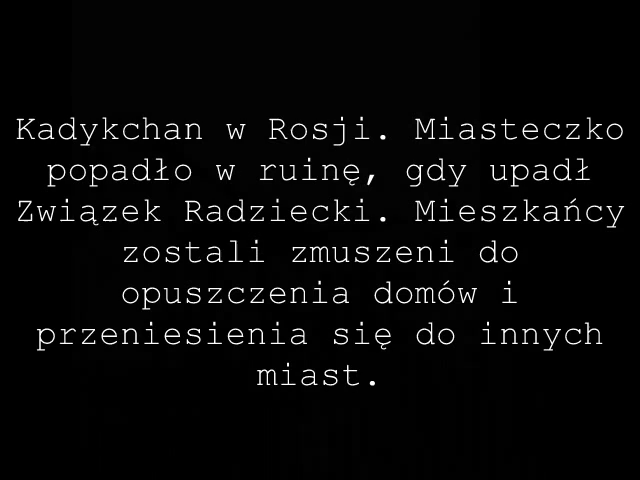 Kadykchan w Rosji. Miasteczko
popadło w ruinę, gdy upadł
Związek Radziecki. Mieszkańcy
zostali zmuszeni do
opuszczenia domów i
przeniesienia się do innych
miast.